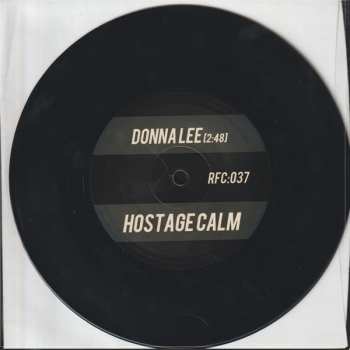 DONNA LEE [2:48]
RFC:037
HOSTAGE CALM